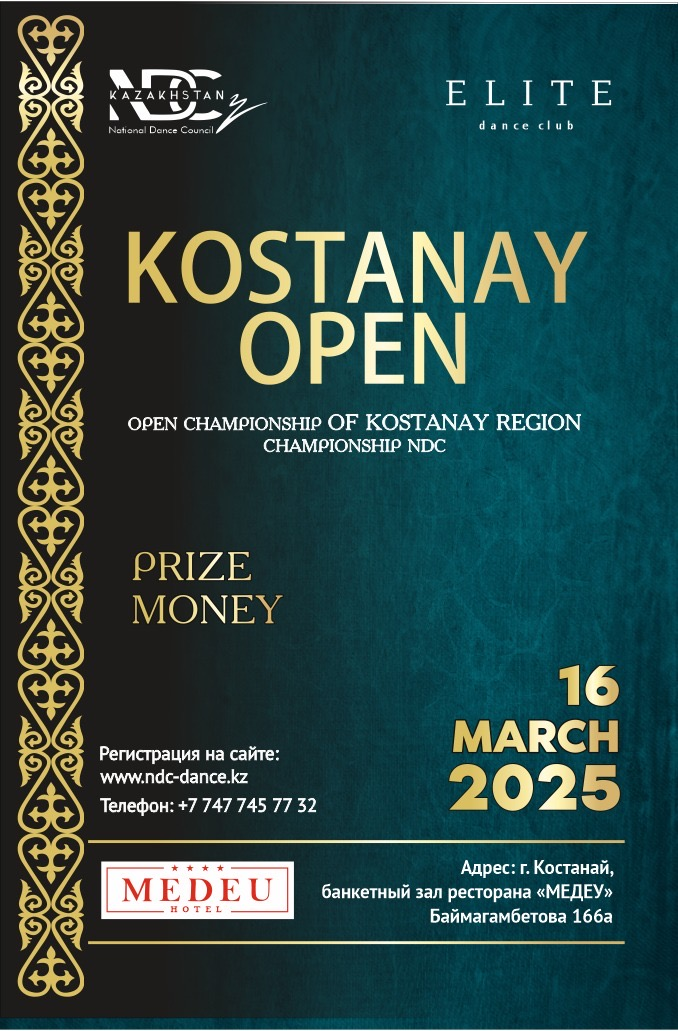 NDC
KAZAKHSTAN
National Dance Council
ELITE
dance club
KOSTANAY
OPEN
OPEN CHAMPIONSHIP OF KOSTANAY REGION
CHAMPIONSHIP NDC
PRIZE
MONEY
16
MARCH
2025
Регистрация на сайте:
www.ndc-dance.kz
Телефон: +7 747 745 77 32
MEDEU
HOTEL
Адрес: г. Костанай,
банкетный зал ресторана «МЕДЕУ»
Баймагамбетова 166а